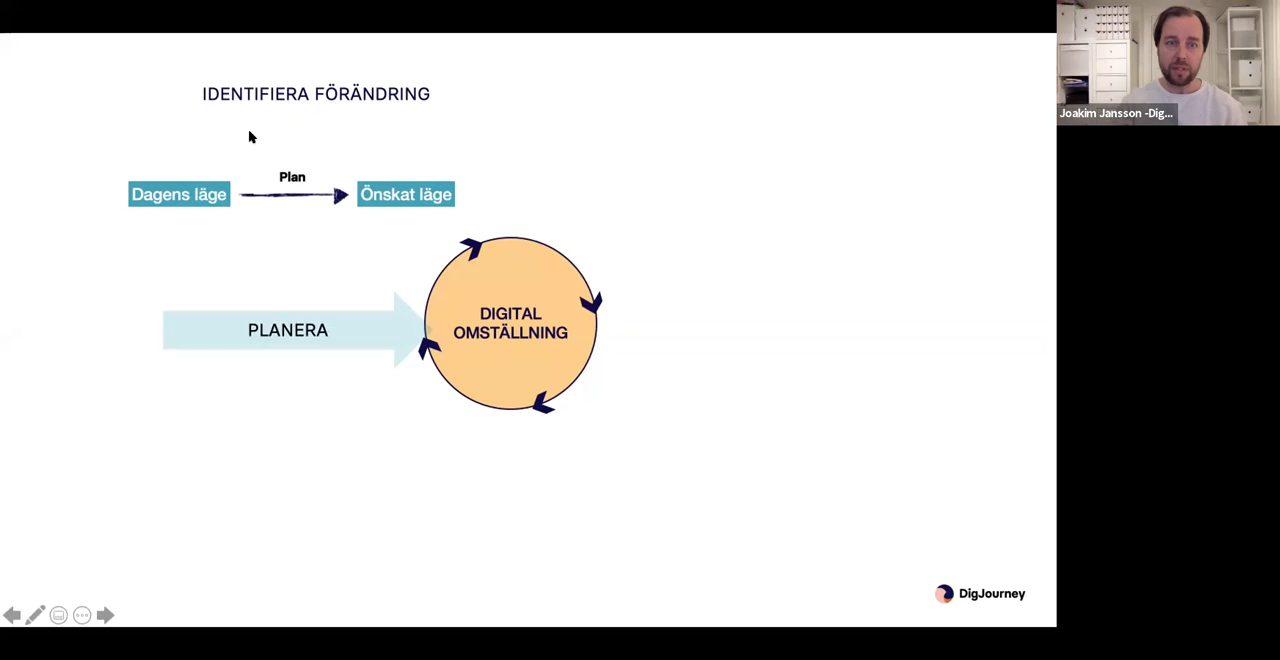 IDENTIFIERA FÖRÄNDRING
Plan
Dagens läge
Önskat läge
PLANERA
DIGITAL
OMSTÄLLNING
DigJourney
Joakim Jansson -Dig...